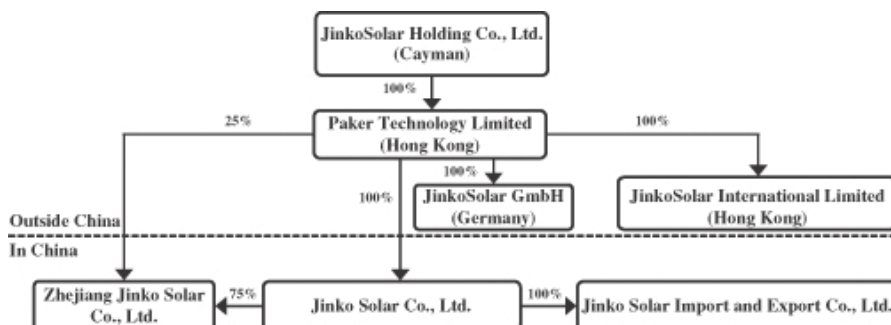 JinkoSolar Holding Co., Ltd.
(Cayman)
100%
25%
Paker Technology Limited
(Hong Kong)
100%
100%
100%
JinkoSolar GmbH
(Germany)
JinkoSolar International Limited
(Hong Kong)
Outside China
In China
Zhejiang Jinko Solar
Co., Ltd.
75%
Jinko Solar Co., Ltd.
100%
Jinko Solar Import and Export Co., Ltd.